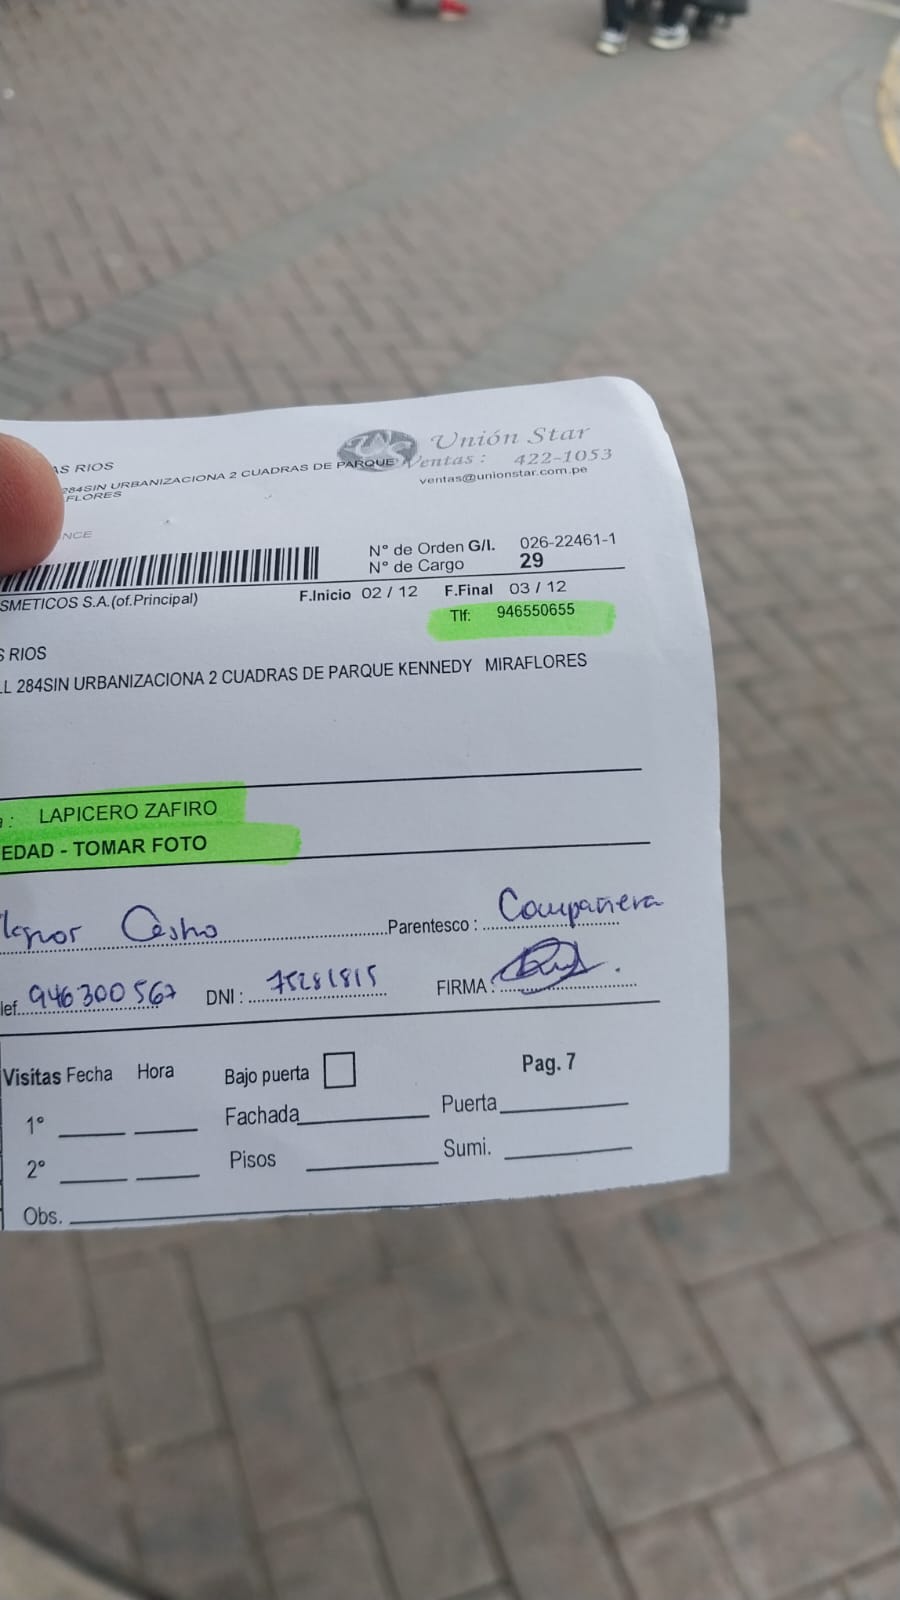 AS RIOS
Unión Star
Ventas : 422-1053
ventas@unionstar.com.pe
284SIN URBANIZACIONA 2 CUADRAS DE PARQUE
FLORES
NCE
N° de Orden G/I. 026-22461-1
N° de Cargo 29
SMETICOS S.A.(of.Principal)
F.Inicio 02 / 12 F.Final 03 / 12
Tlf: 946550655
S RIOS
LL 284SIN URBANIZACIONA 2 CUADRAS DE PARQUE KENNEDY MIRAFLORES
: LAPICERO ZAFIRO
EDAD - TOMAR FOTO
Parentesco : Compañera
lef. 946300567 DNI : 75281815 FIRMA :
Visitas Fecha Hora Bajo puerta Pag. 7
1° Fachada Puerta
2° Pisos Sumi.
Obs.